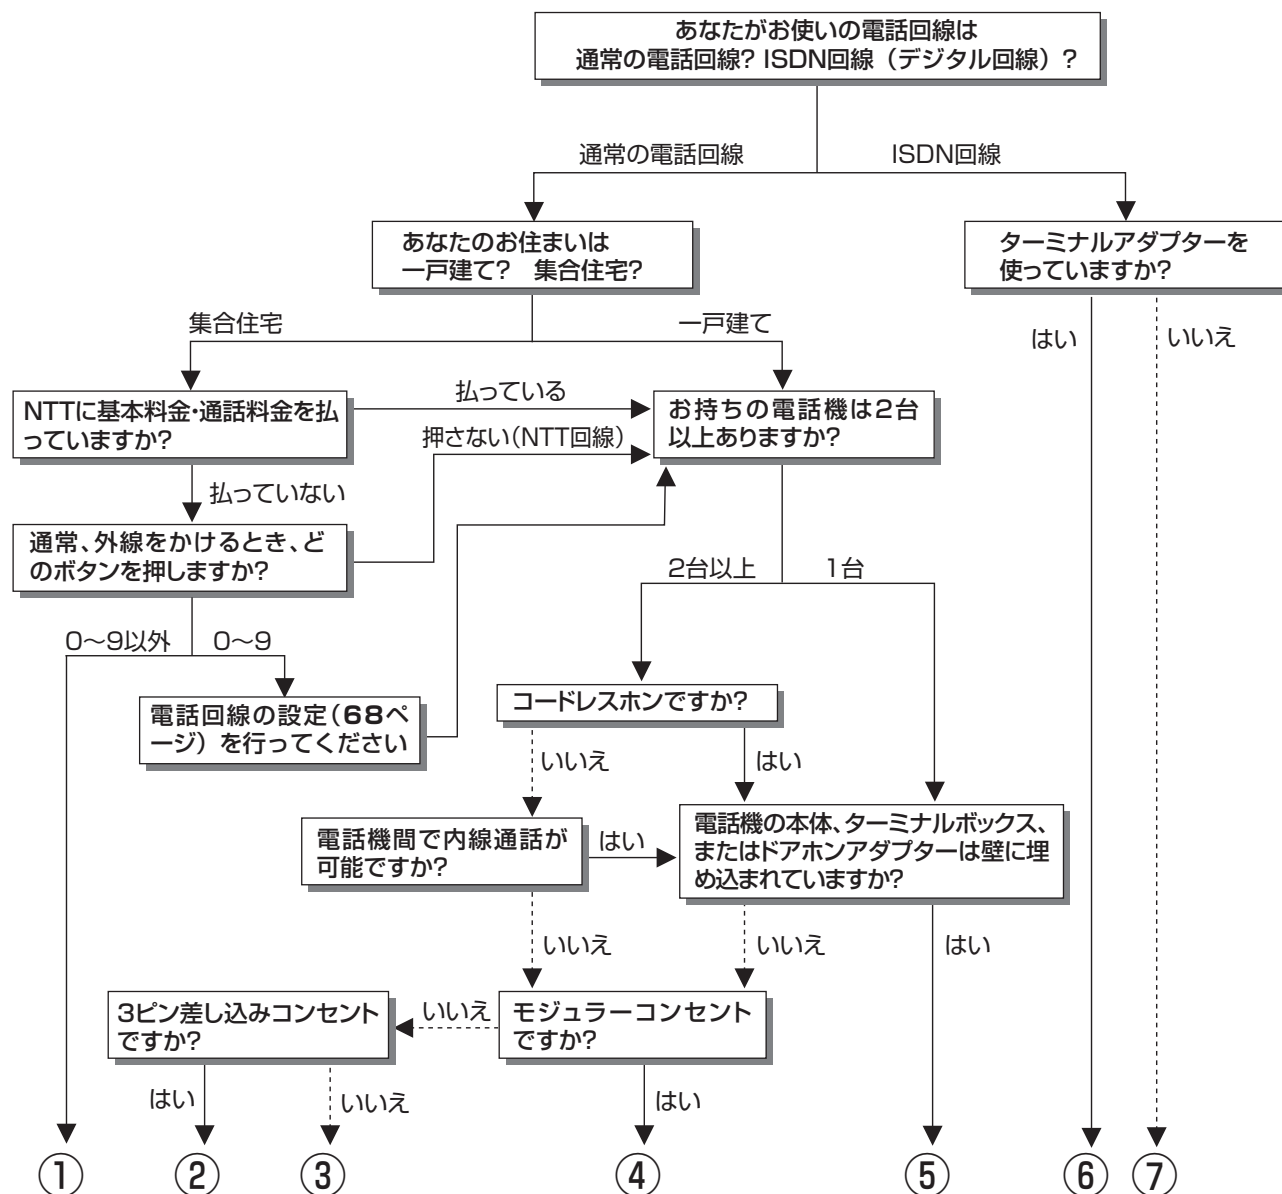 あなたがお使いの電話回線は
通常の電話回線? ISDN回線（デジタル回線）?
通常の電話回線
ISDN回線
あなたのお住まいは
一戸建て?　集合住宅?
ターミナルアダプターを
使っていますか?
集合住宅
一戸建て
はい
いいえ
NTTに基本料金・通話料金を払
っていますか?
払っている
お持ちの電話機は2台
以上ありますか?
押さない（NTT回線）
払っていない
通常、外線をかけるとき、ど
のボタンを押しますか?
2台以上
1台
0〜9以外
0〜9
コードレスホンですか?
電話回線の設定（68ペ
ージ）を行ってください
いいえ
はい
電話機間で内線通話が
可能ですか?
はい
電話機の本体、ターミナルボックス、
またはドアホンアダプターは壁に埋
め込まれていますか?
いいえ
いいえ
はい
3ピン差し込みコンセント
ですか?
いいえ
モジュラーコンセント
ですか?
はい
いいえ
はい
①
②
③
④
⑤
⑥
⑦